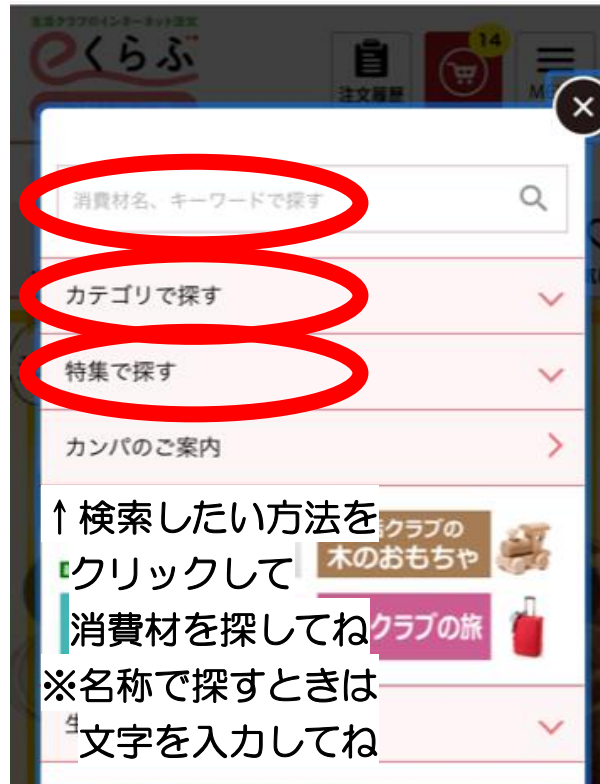 生活クラブのインターネット注文
eくらぶ
14
注文履歴
消費材名、キーワードで探す
カテゴリで探す
特集で探す
カンパのご案内
↑検索したい方法を
クリックして
消費材を探してね
※名称で探すときは
文字を入力してね
クラブの
木のおもちゃ
クラブの旅